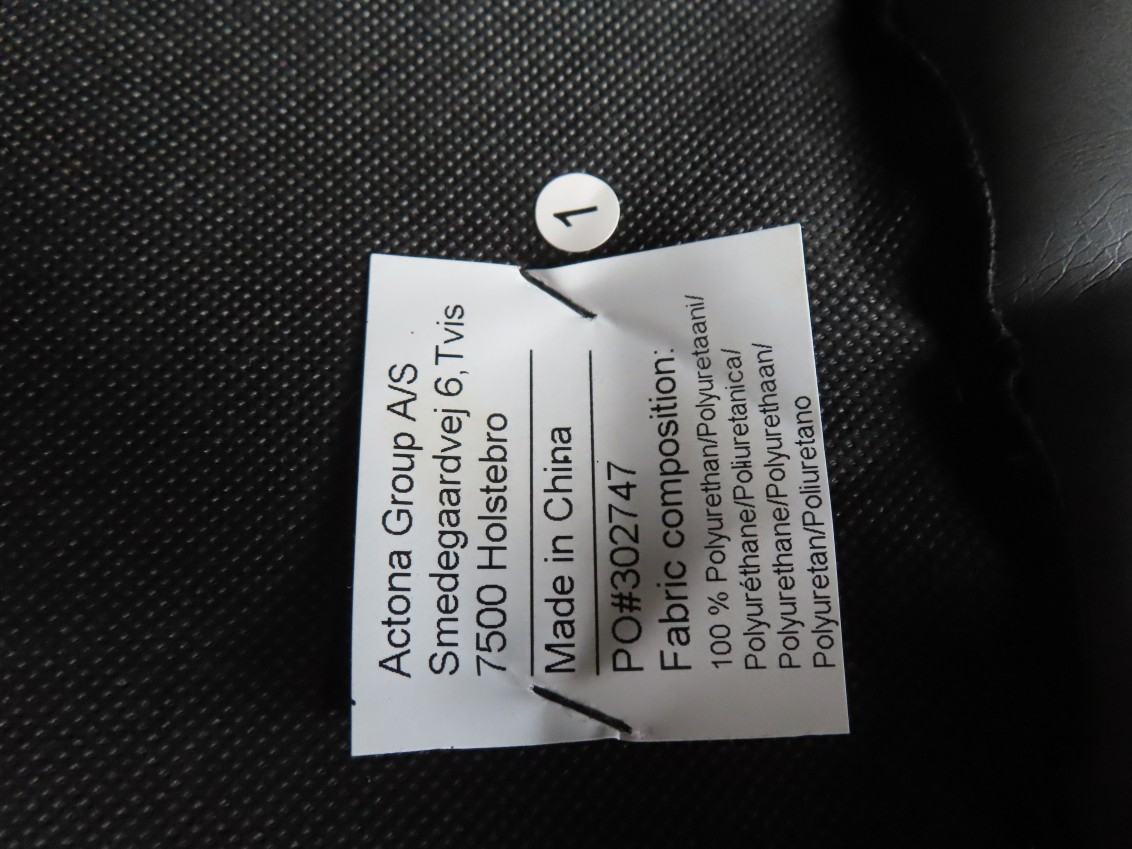 Actona Group A/S
Smedegaardvej 6, Tvis
7500 Holstebro
Made in China
PO#302747
Fabric composition:
100 % Polyurethan/Polyuretaani/
Polyuréthane/Poliuretanica/
Polyurethane/Polyurethaan/
Polyuretan/Poliuretano
1